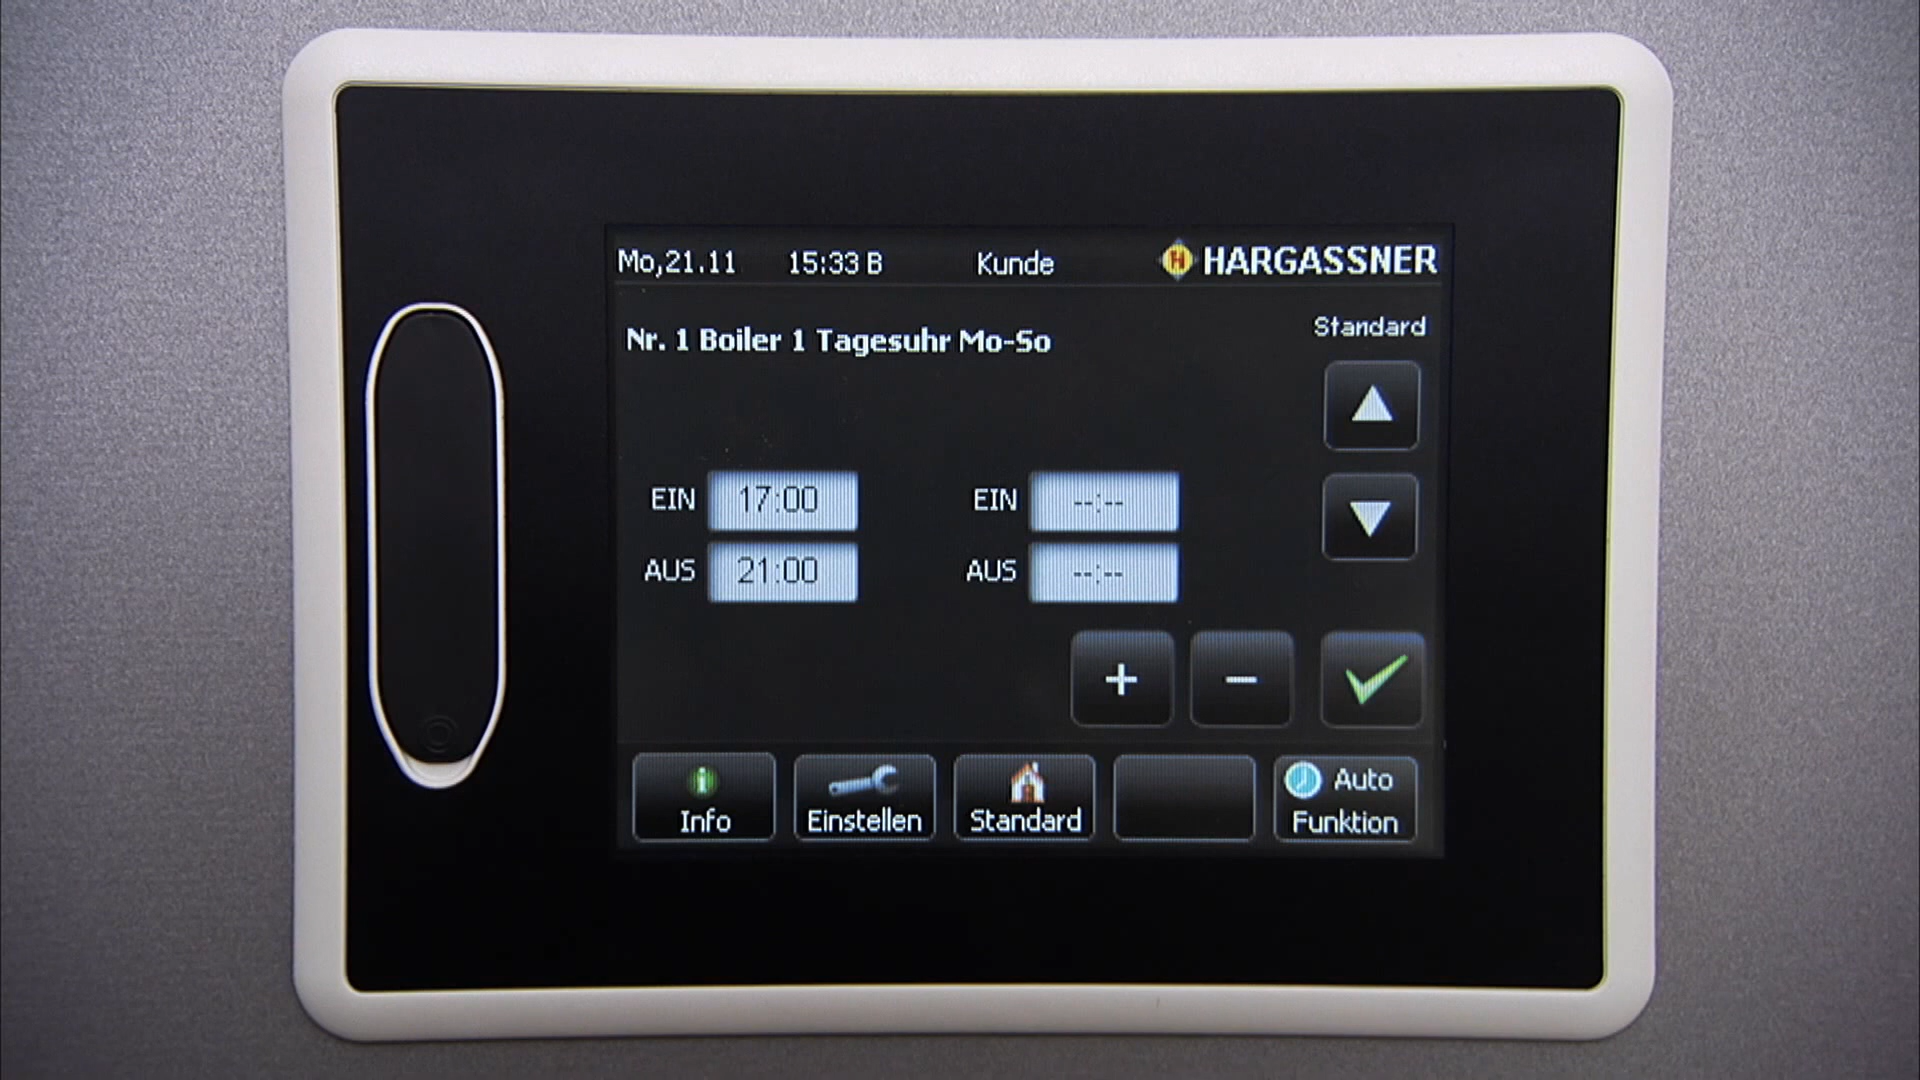 Mo,21.11 15:33 B Kunde HARGASSNER
Nr. 1 Boiler 1 Tagesuhr Mo-So
Standard
EIN 17:00 EIN --:--
AUS 21:00 AUS --:--
+ −
Info Einstellen Standard Auto Funktion